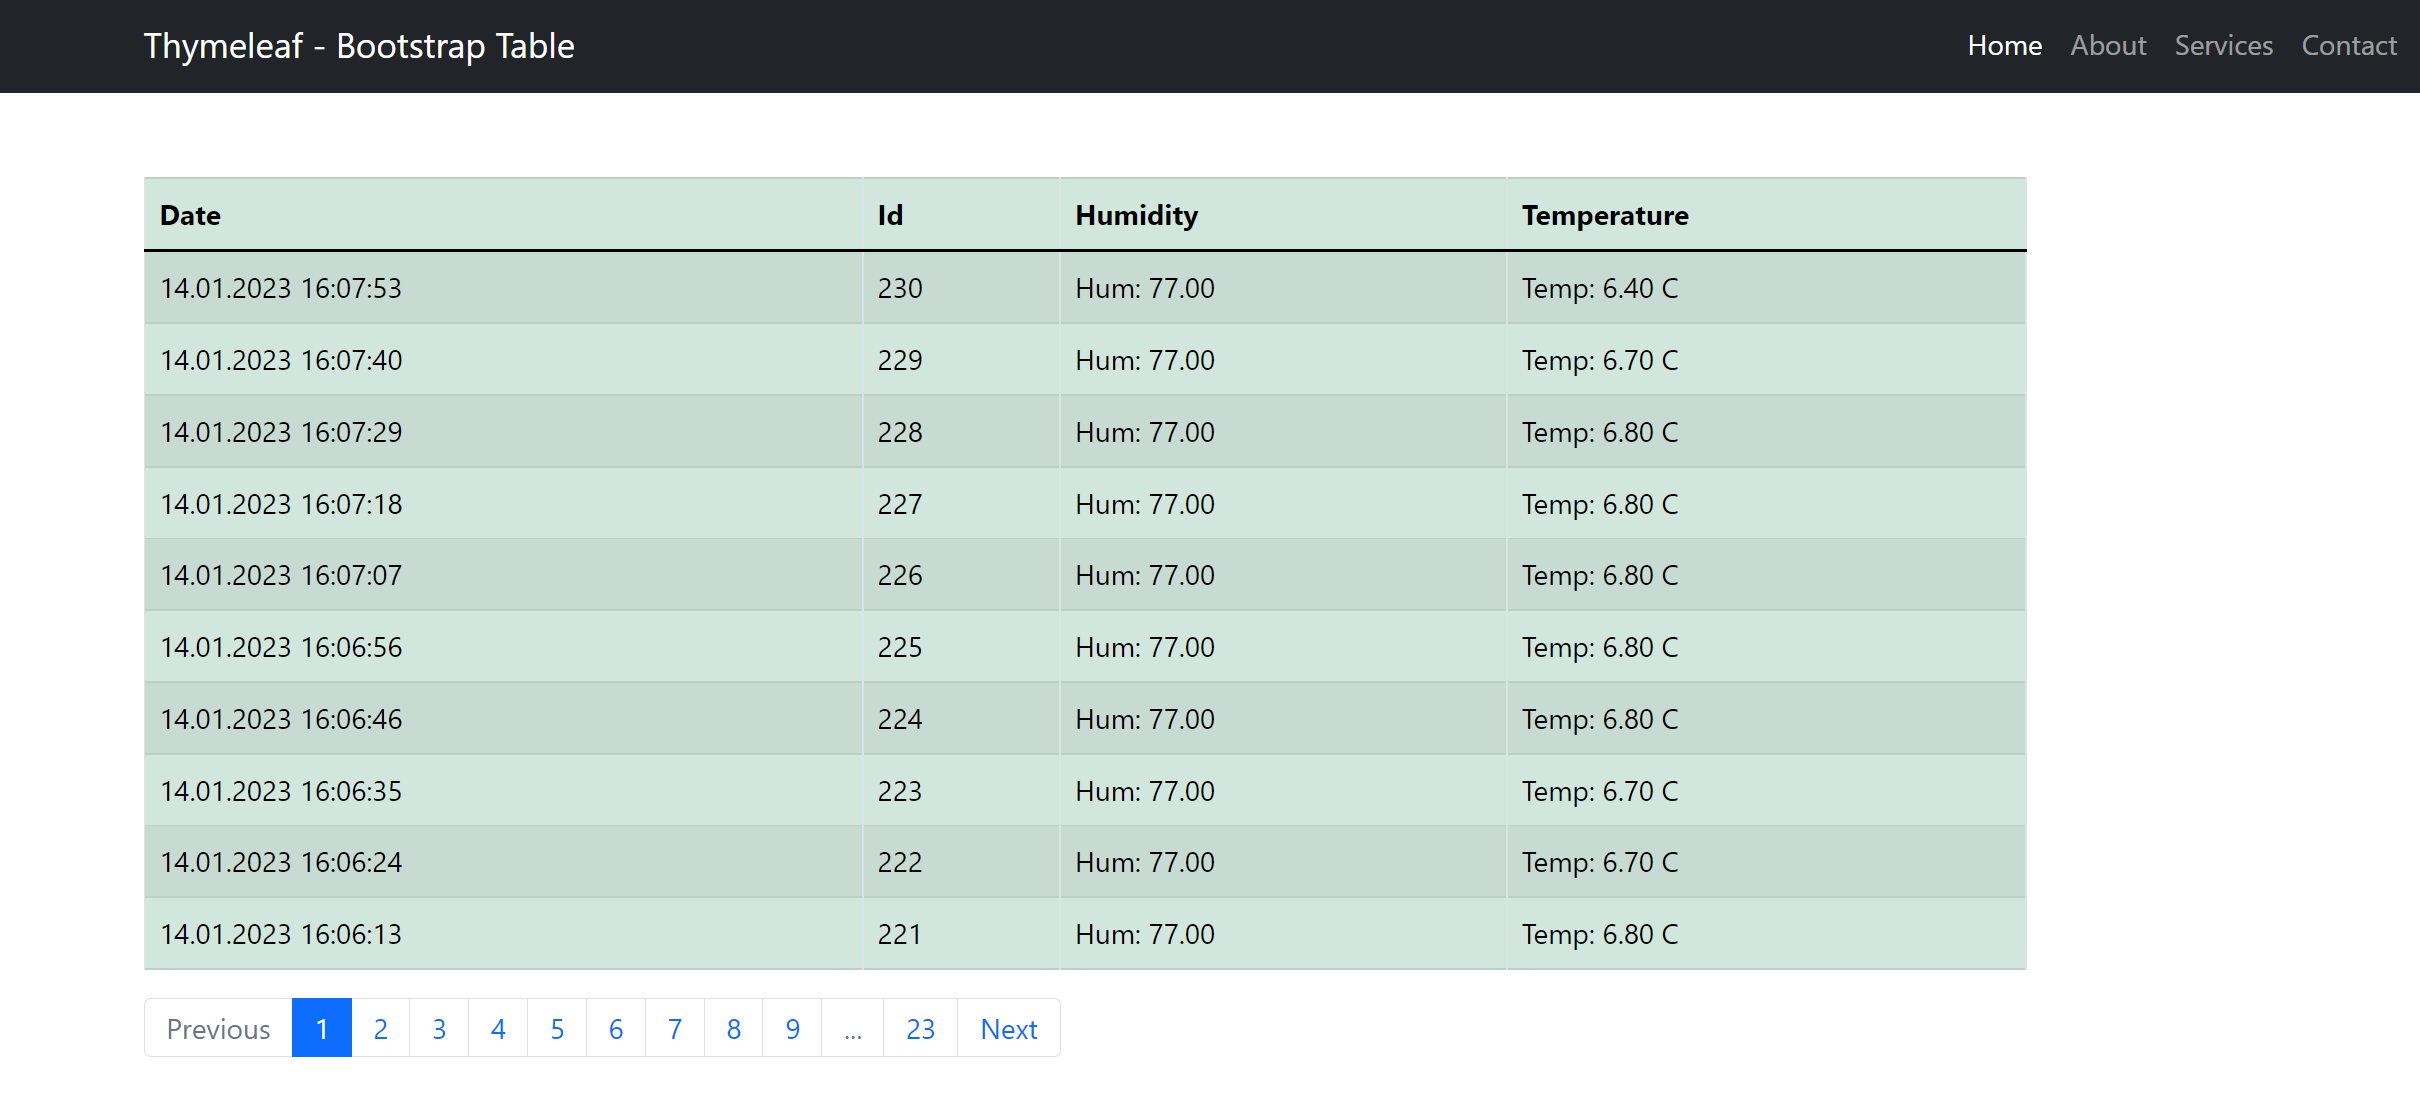 Thymeleaf - Bootstrap Table Home About Services Contact
Date Id Humidity Temperature
14.01.2023 16:07:53 230 Hum: 77.00 Temp: 6.40 C
14.01.2023 16:07:40 229 Hum: 77.00 Temp: 6.70 C
14.01.2023 16:07:29 228 Hum: 77.00 Temp: 6.80 C
14.01.2023 16:07:18 227 Hum: 77.00 Temp: 6.80 C
14.01.2023 16:07:07 226 Hum: 77.00 Temp: 6.80 C
14.01.2023 16:06:56 225 Hum: 77.00 Temp: 6.80 C
14.01.2023 16:06:46 224 Hum: 77.00 Temp: 6.80 C
14.01.2023 16:06:35 223 Hum: 77.00 Temp: 6.70 C
14.01.2023 16:06:24 222 Hum: 77.00 Temp: 6.70 C
14.01.2023 16:06:13 221 Hum: 77.00 Temp: 6.80 C
Previous 1 2 3 4 5 6 7 8 9 ... 23 Next